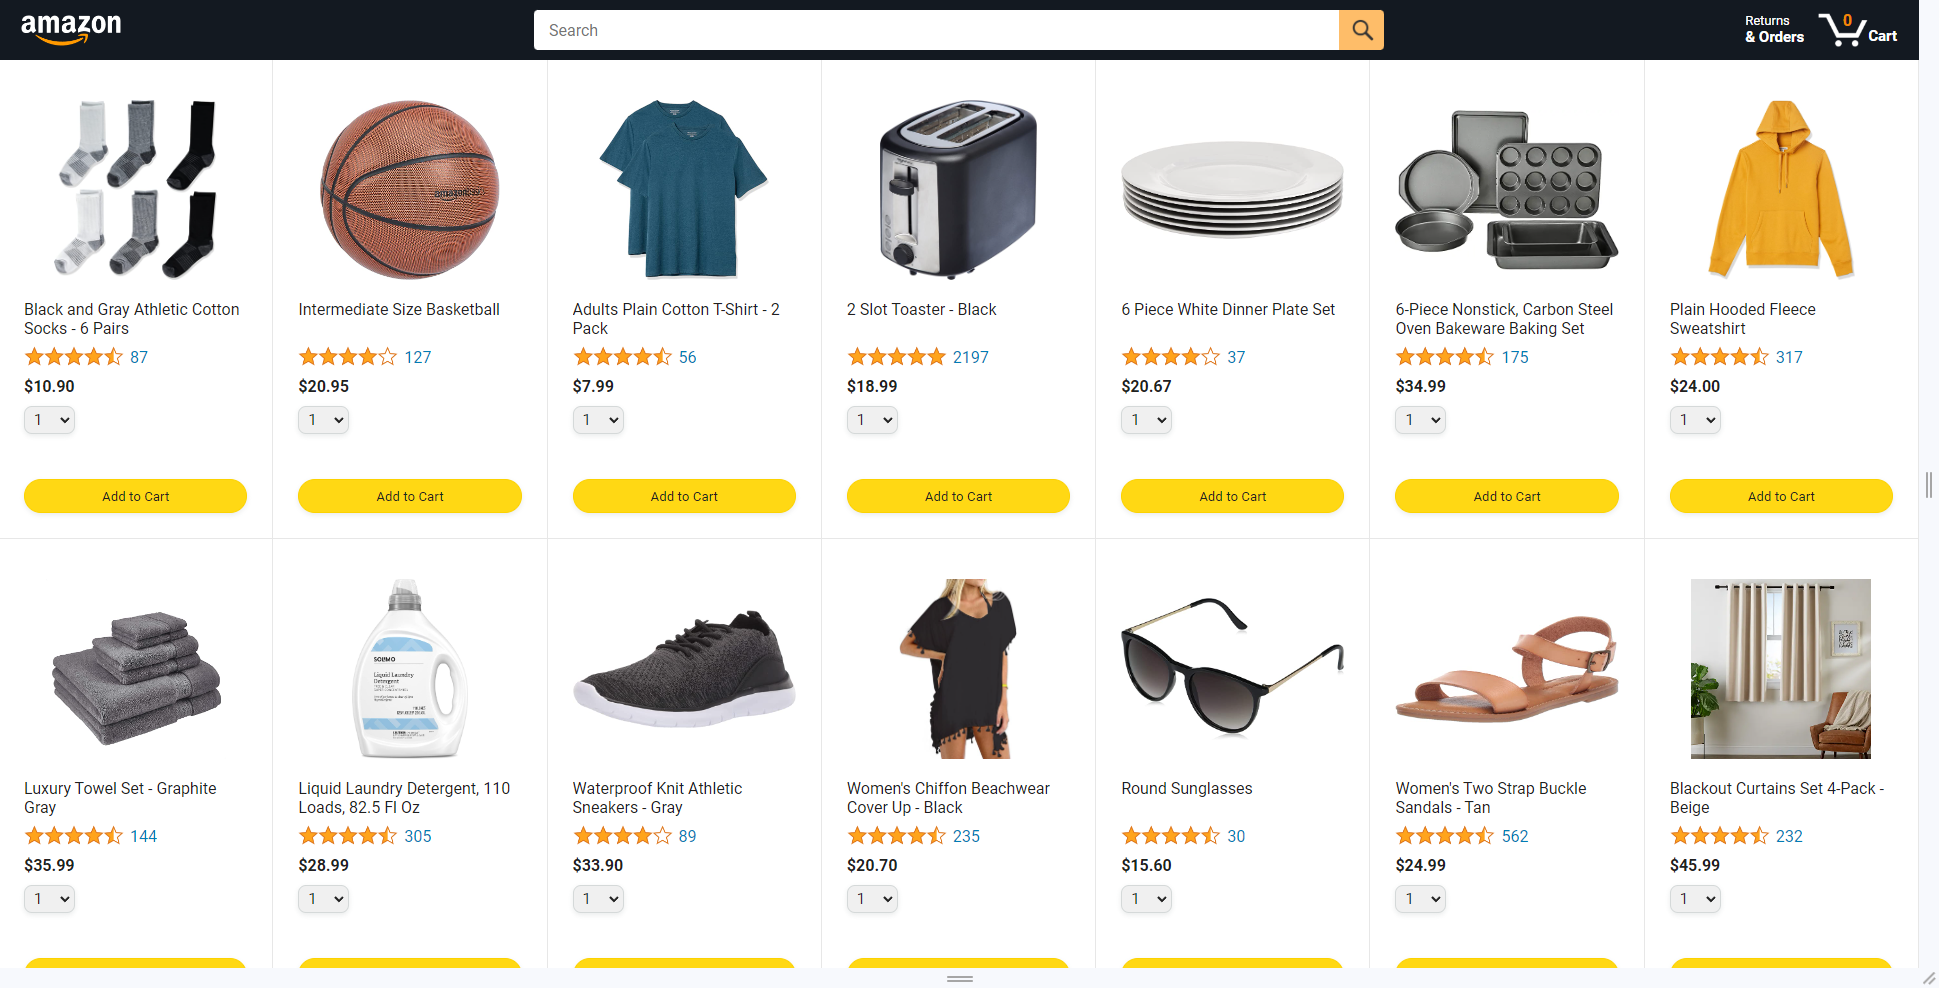 amazon
Search
Returns
& Orders
0
Cart
Black and Gray Athletic Cotton
Socks - 6 Pairs
87
$10.90
1
Add to Cart
Intermediate Size Basketball
127
$20.95
1
Add to Cart
Adults Plain Cotton T-Shirt - 2
Pack
56
$7.99
1
Add to Cart
2 Slot Toaster - Black
2197
$18.99
1
Add to Cart
6 Piece White Dinner Plate Set
37
$20.67
1
Add to Cart
6-Piece Nonstick, Carbon Steel
Oven Bakeware Baking Set
175
$34.99
1
Add to Cart
Plain Hooded Fleece
Sweatshirt
317
$24.00
1
Add to Cart
Luxury Towel Set - Graphite
Gray
144
$35.99
1
SOLIMO
Liquid Laundry
Detergent
Liquid Laundry Detergent, 110
Loads, 82.5 Fl Oz
305
$28.99
1
Waterproof Knit Athletic
Sneakers - Gray
89
$33.90
1
Women's Chiffon Beachwear
Cover Up - Black
235
$20.70
1
Round Sunglasses
30
$15.60
1
Women's Two Strap Buckle
Sandals - Tan
562
$24.99
1
Blackout Curtains Set 4-Pack -
Beige
232
$45.99
1